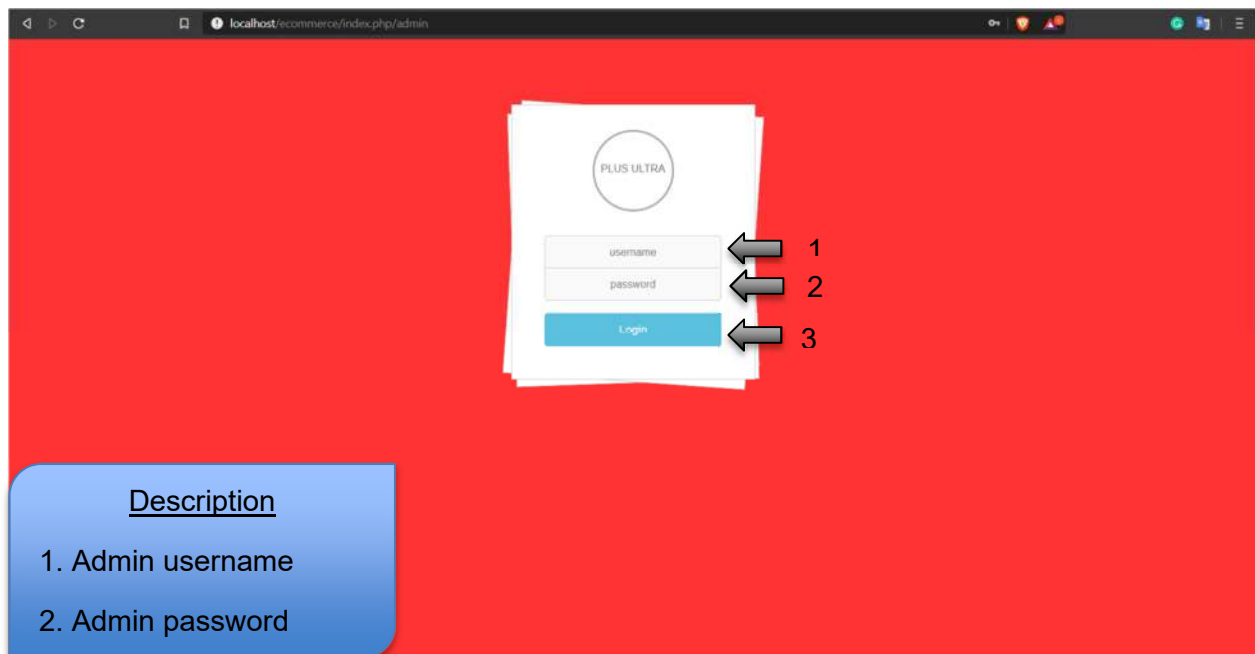 localhost/ecommerce/index.php/admin
PLUS ULTRA
username 1
password 2
Login 3
Description
1. Admin username
2. Admin password